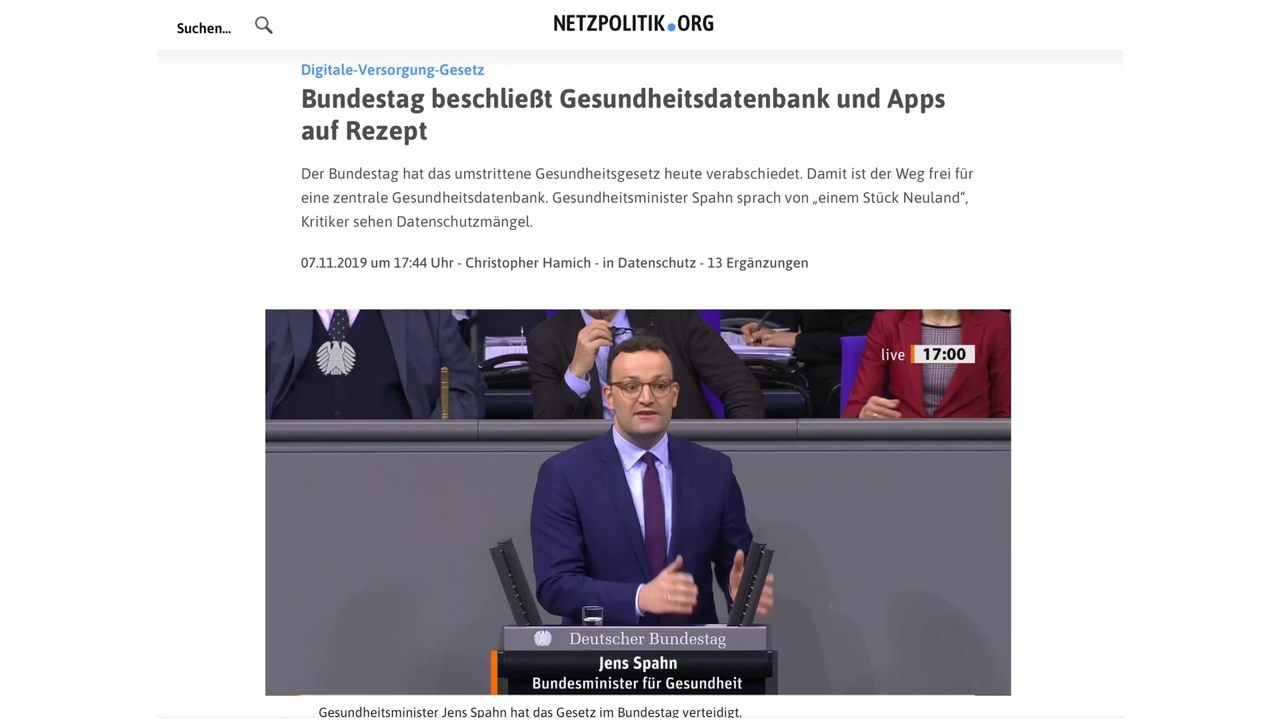 Suchen...
NETZPOLITIK.ORG
Digitale-Versorgung-Gesetz
Bundestag beschließt Gesundheitsdatenbank und Apps
auf Rezept
Der Bundestag hat das umstrittene Gesundheitsgesetz heute verabschiedet. Damit ist der Weg frei für
eine zentrale Gesundheitsdatenbank. Gesundheitsminister Spahn sprach von „einem Stück Neuland“,
Kritiker sehen Datenschutzmängel.
07.11.2019 um 17:44 Uhr - Christopher Hamich - in Datenschutz - 13 Ergänzungen
live 17:00
Deutscher Bundestag
Jens Spahn
Bundesminister für Gesundheit
Gesundheitsminister Jens Spahn hat das Gesetz im Bundestag verteidigt.